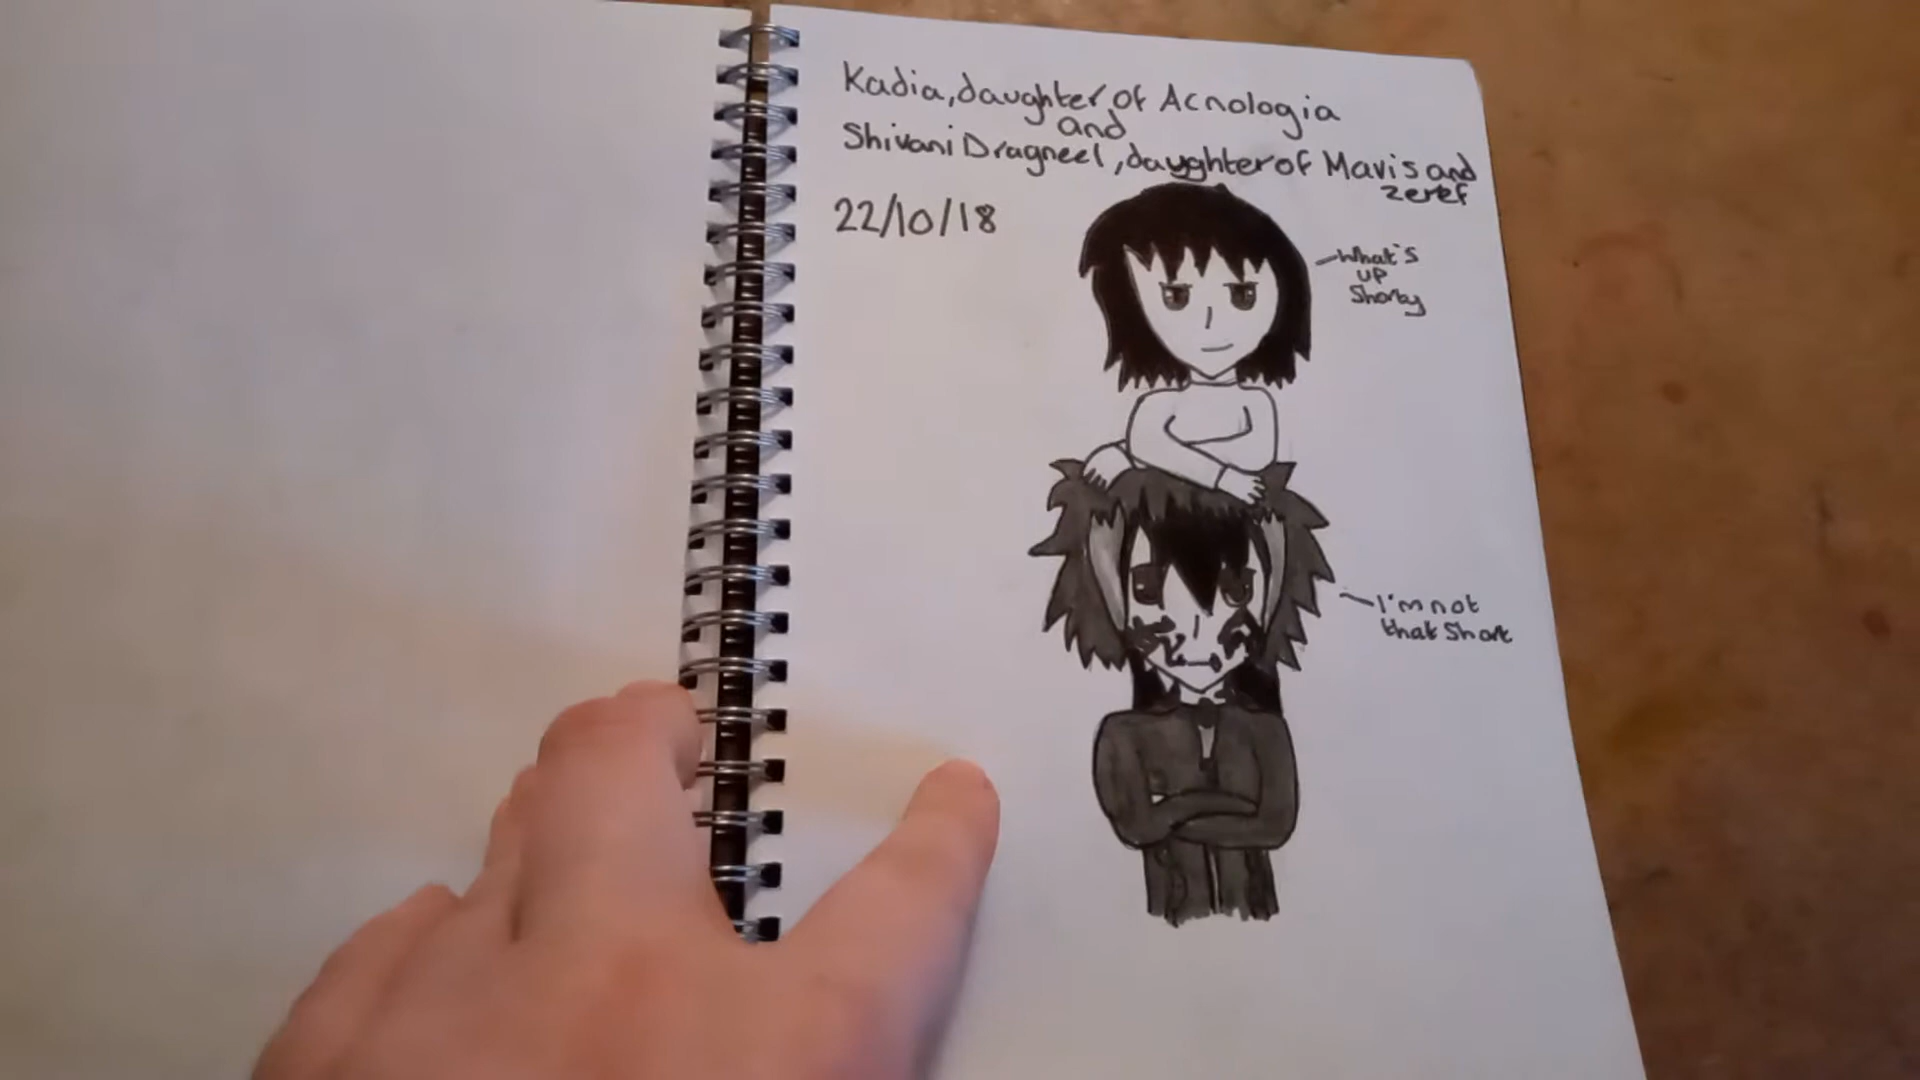 Kadia, daughter of Acnologia
and
Shivani Dragneel, dayghter of Mavis and
zeref
22/10/18
What's
up
Shorty
I'm not
that Short